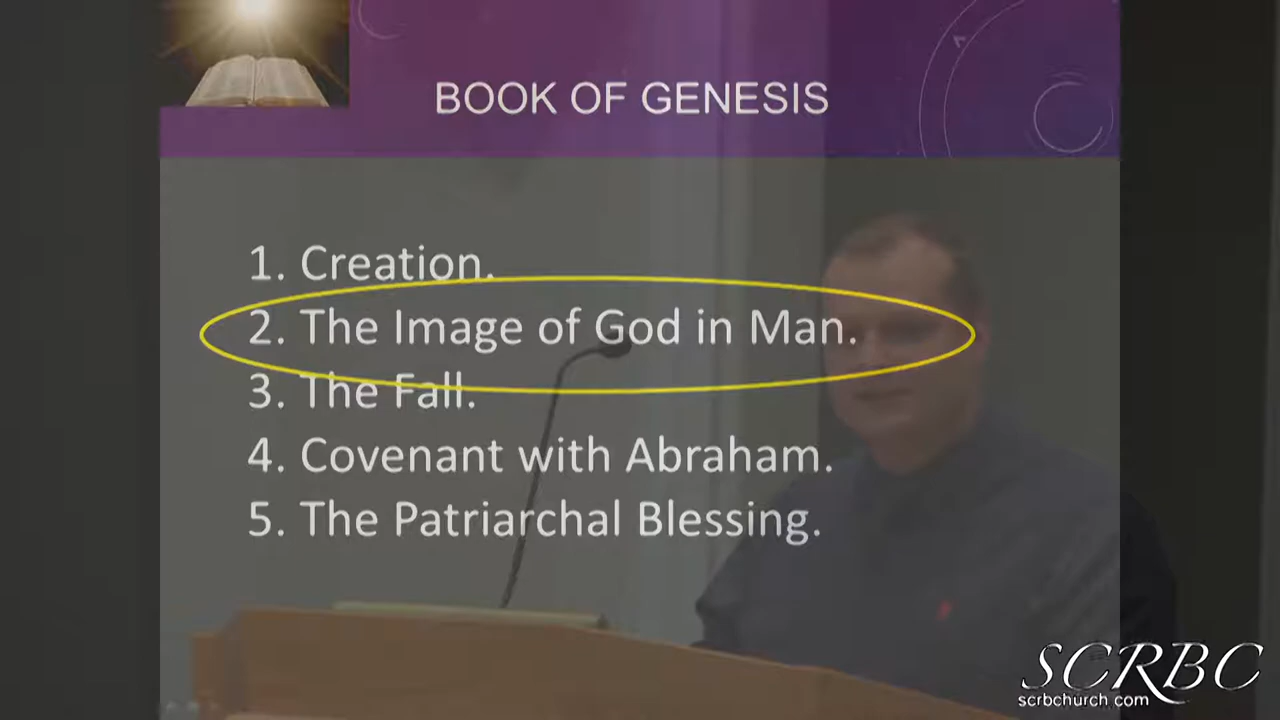 BOOK OF GENESIS
1. Creation.
2. The Image of God in Man.
3. The Fall.
4. Covenant with Abraham.
5. The Patriarchal Blessing.
SCRBC
scrbchurch.com